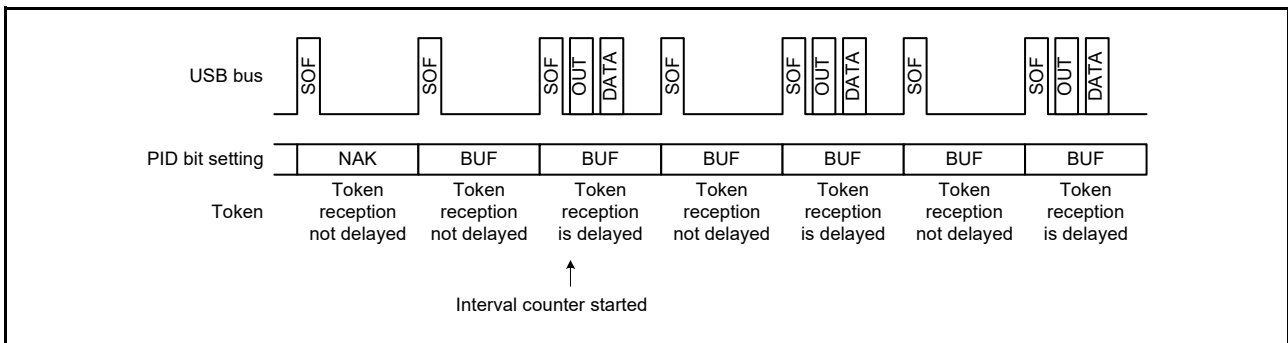 USB bus
SOF SOF SOF OUT DATA SOF SOF OUT DATA SOF SOF OUT DATA
PID bit setting NAK BUF BUF BUF BUF BUF BUF
Token
Token reception not delayed
Token reception not delayed
Token reception is delayed
Token reception not delayed
Token reception is delayed
Token reception not delayed
Token reception is delayed
Interval counter started